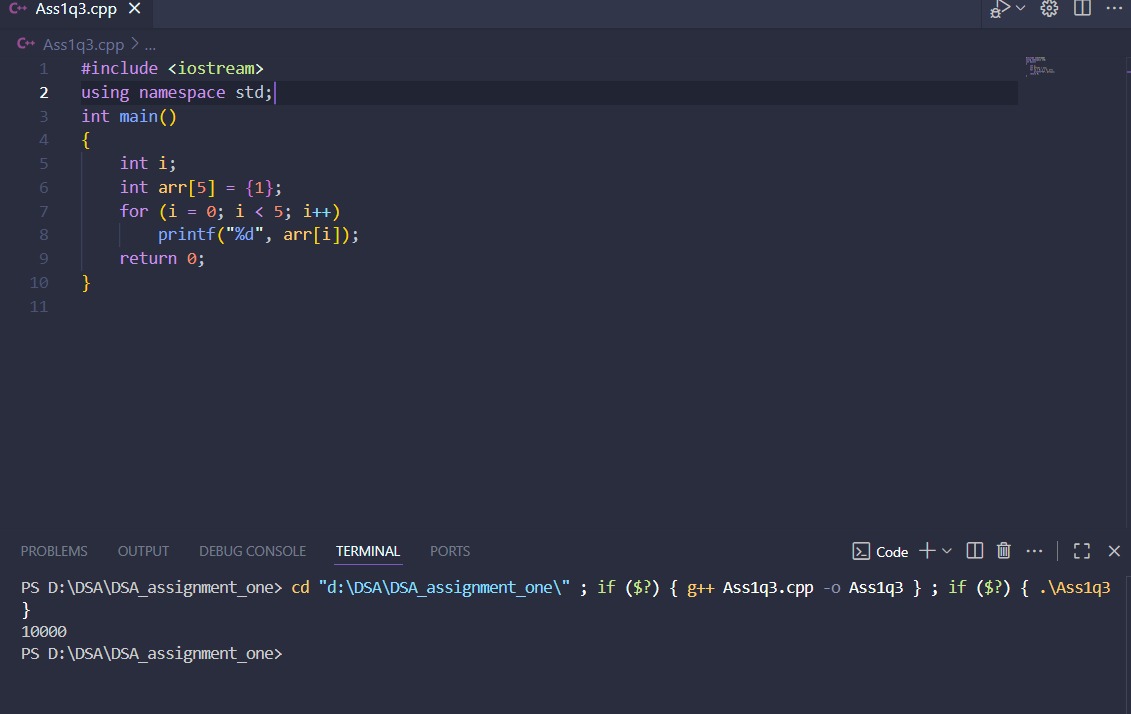 C++ Ass1q3.cpp
C++ Ass1q3.cpp > ...
1 #include <iostream>
2 using namespace std;
3 int main()
4 {
5     int i;
6     int arr[5] = {1};
7     for (i = 0; i < 5; i++)
8         printf("%d", arr[i]);
9     return 0;
10 }
11
PROBLEMS OUTPUT DEBUG CONSOLE TERMINAL PORTS Code
PS D:\DSA\DSA_assignment_one> cd "d:\DSA\DSA_assignment_one\" ; if ($?) { g++ Ass1q3.cpp -o Ass1q3 } ; if ($?) { .\Ass1q3
}
10000
PS D:\DSA\DSA_assignment_one>